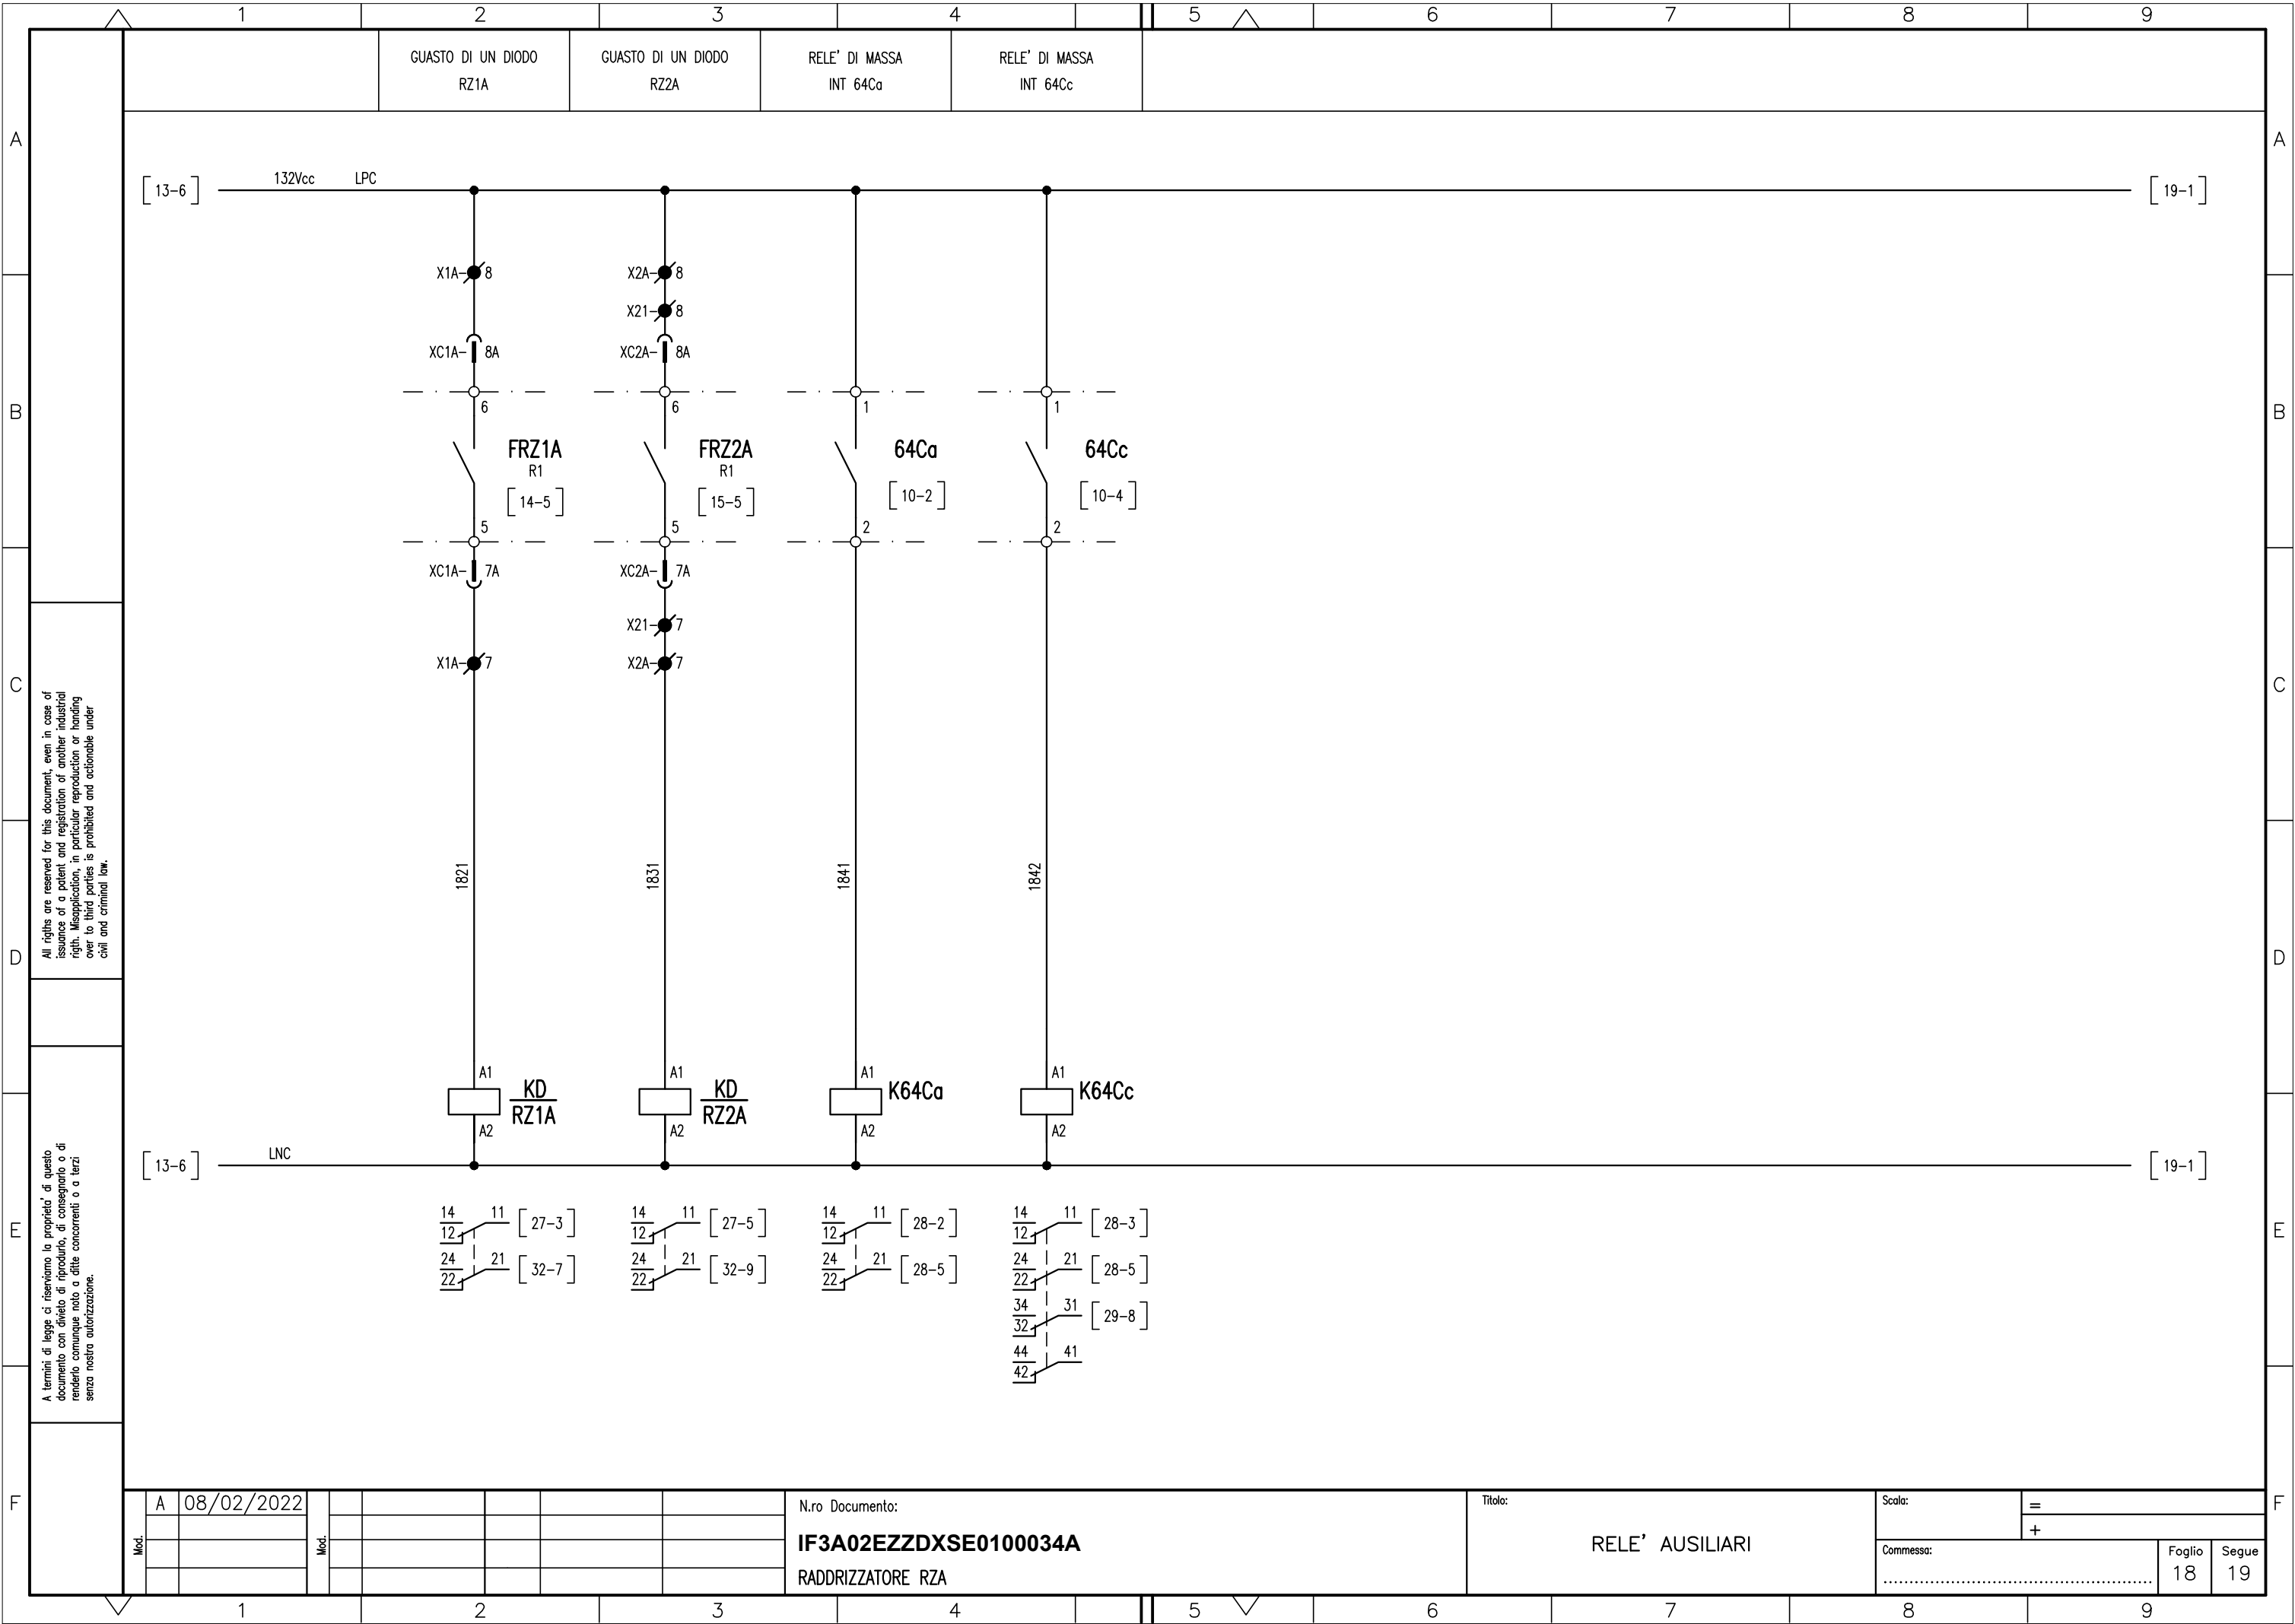 1 2 3 4 5 6 7 8 9
GUASTO DI UN DIODO
RZ1A
GUASTO DI UN DIODO
RZ2A
RELE' DI MASSA
INT 64Ca
RELE' DI MASSA
INT 64Cc
A A
[13-6] 132Vcc LPC [19-1]
X1A- 8 X2A- 8
X21- 8
XC1A- 8A XC2A- 8A
B B
6 6 1 1
FRZ1A FRZ2A 64Ca 64Cc
R1 R1
[14-5] [15-5] [10-2] [10-4]
5 5 2 2
XC1A- 7A XC2A- 7A
X21- 7
X1A- 7 X2A- 7
C C
1821 1831 1841 1842
D D
A1 A1 A1 A1
KD KD K64Ca K64Cc
RZ1A RZ2A
A2 A2 A2 A2
[13-6] LNC [19-1]
14 11 [27-3] 14 11 [27-5] 14 11 [28-2] 14 11 [28-3]
12 12 12 12
E E
24 21 [32-7] 24 21 [32-9] 24 21 [28-5] 24 21 [28-5]
22 22 22 22
34 31 [29-8]
32
44 41
42
All rigths are reserved for this document, even in case of
issuance of a patent and registration of another industrial
rigth. Misapplication, in particular reproduction or handing
over to third parties is prohibited and actionable under
civil and criminal law.
A termini di legge ci riserviamo la proprieta' di questo
documento con divieto di riprodurlo, di consegnarlo o di
renderlo comunque noto a ditte concorrenti o a terzi
senza nostra autorizzazione.
F F
Mod.
A 08/02/2022
Mod.
N.ro Documento:
IF3A02EZZDXSE0100034A
RADDRIZZATORE RZA
Titolo:
RELE' AUSILIARI
Scala:
=
+
Commessa:
Foglio
18
Segue
19
1 2 3 4 5 6 7 8 9